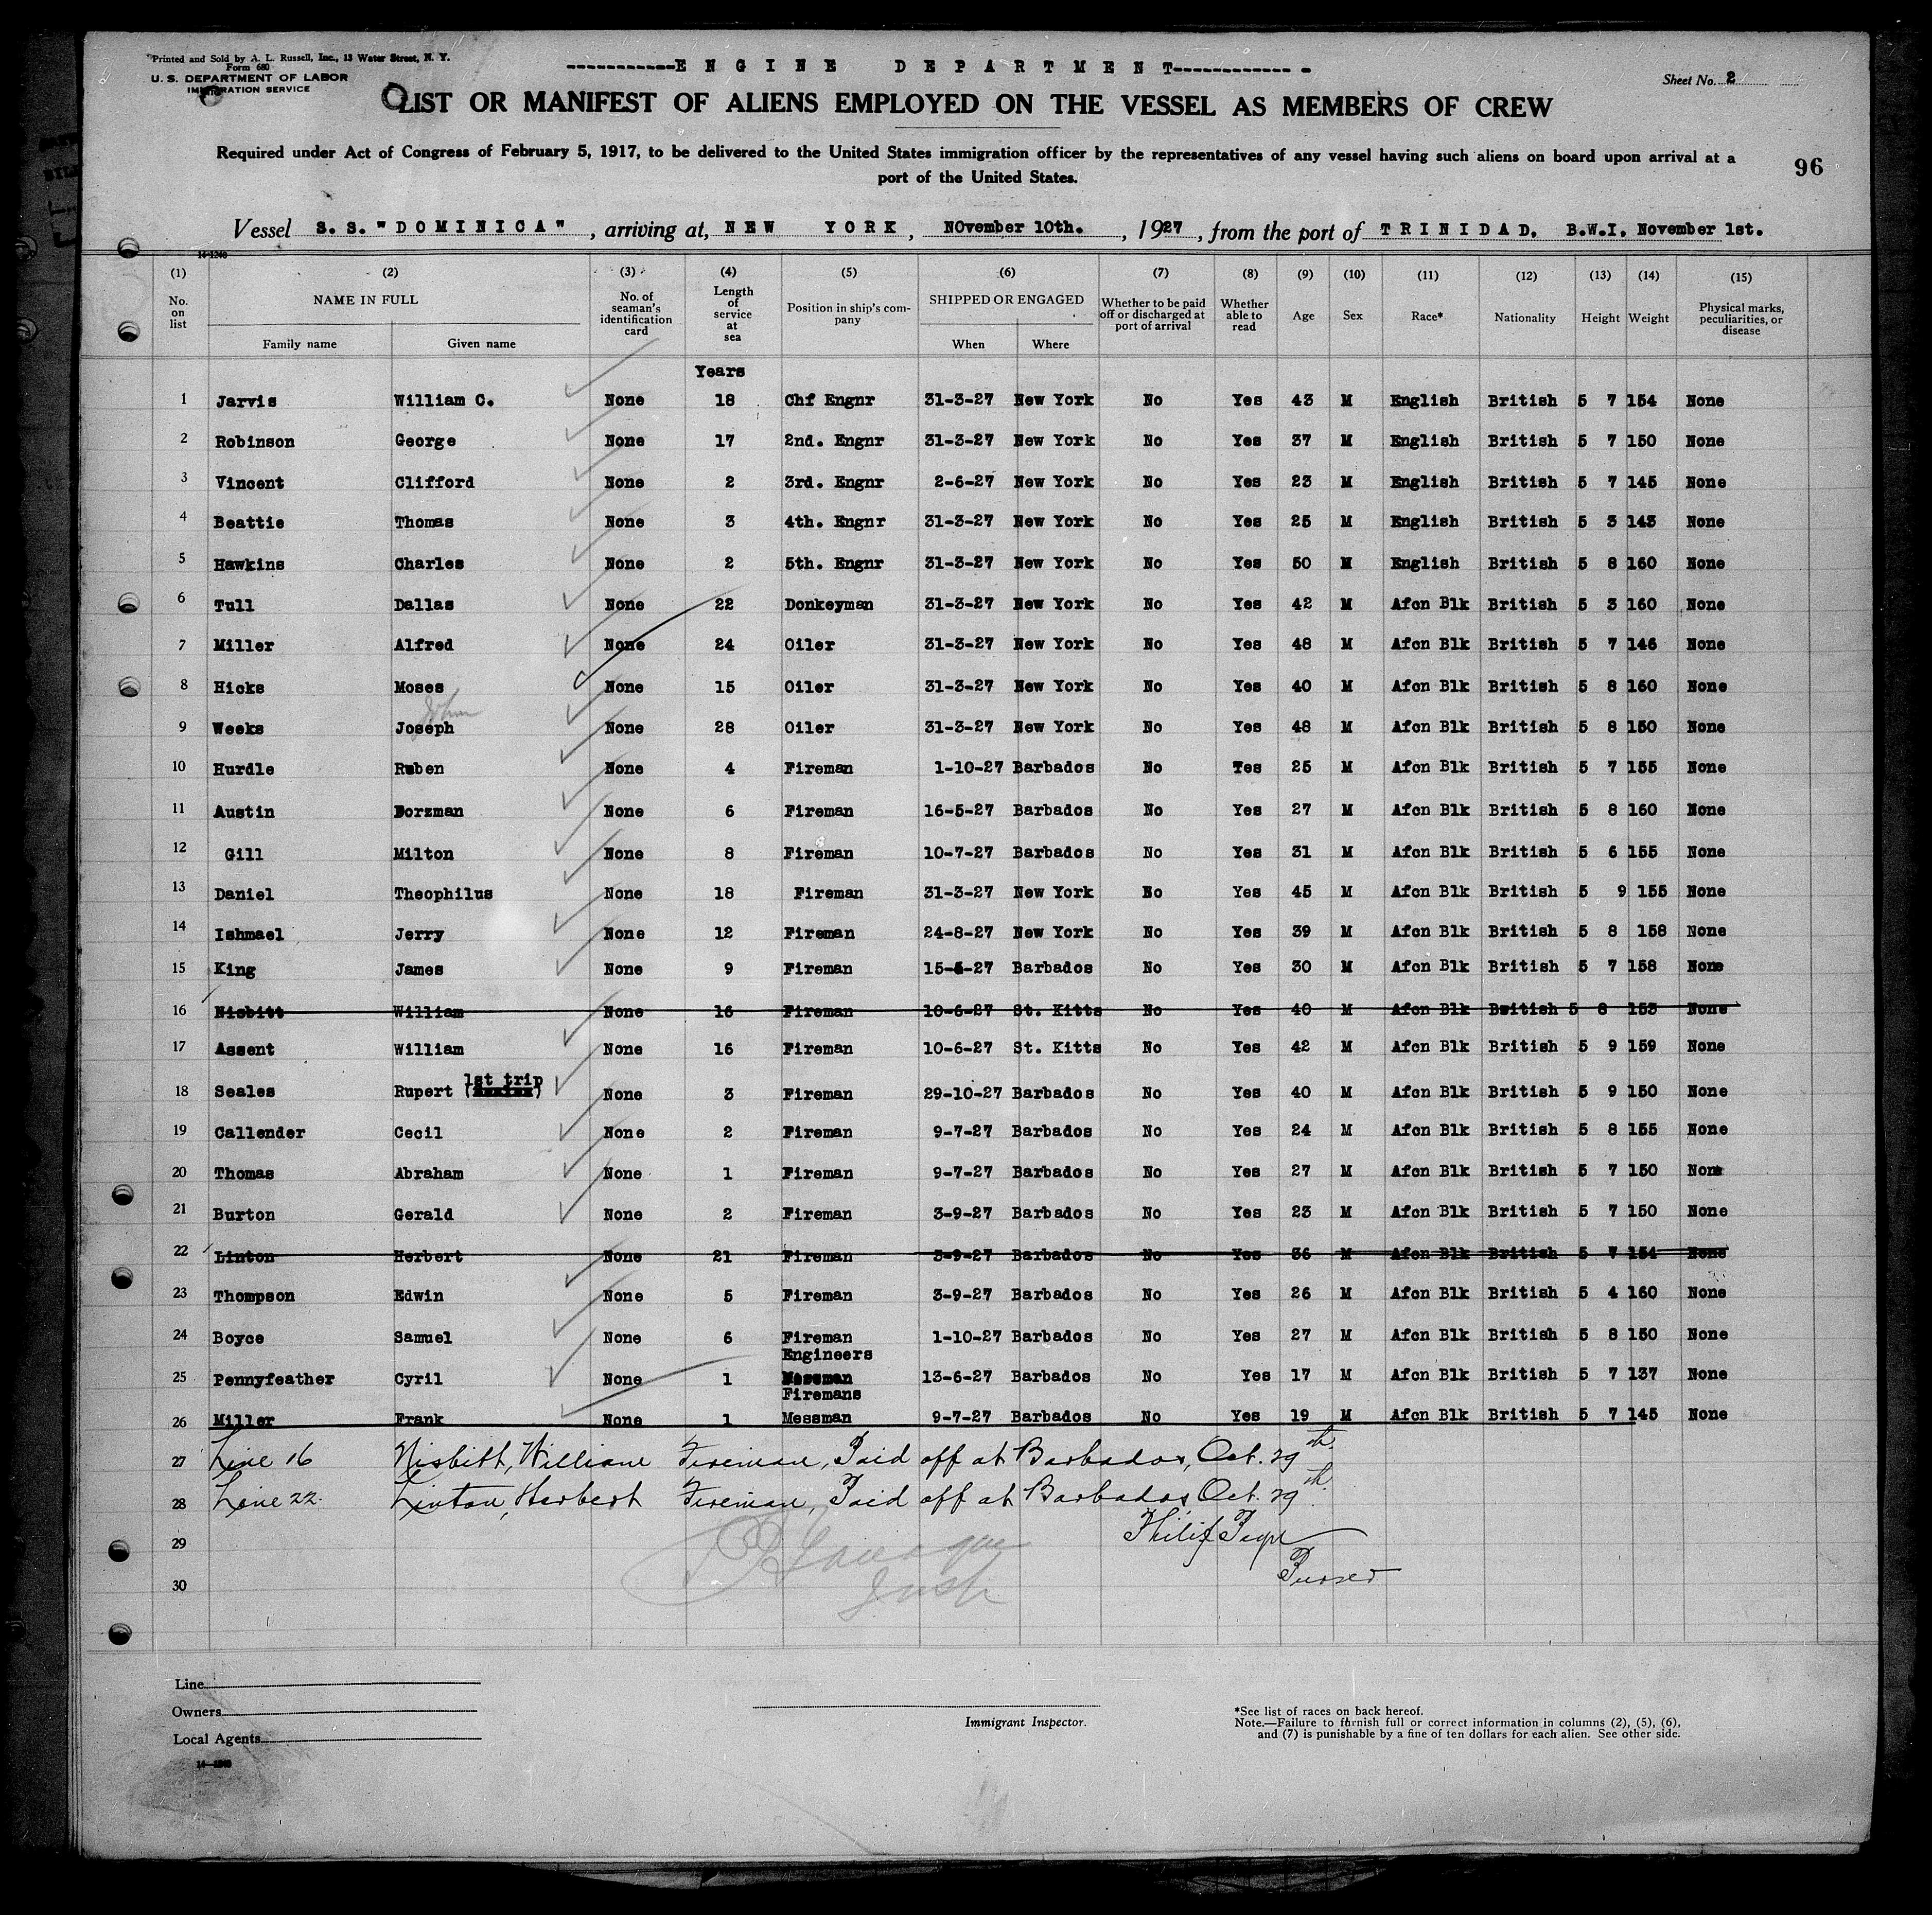 Printed and Sold by A. L. Russell, Inc., 13 Water Street, N. Y.
Form 680
U. S. DEPARTMENT OF LABOR
IMMIGRATION SERVICE
-----------ENGINE DEPARTMENT------------
Sheet No. 2
LIST OR MANIFEST OF ALIENS EMPLOYED ON THE VESSEL AS MEMBERS OF CREW
Required under Act of Congress of February 5, 1917, to be delivered to the United States immigration officer by the representatives of any vessel having such aliens on board upon arrival at a
port of the United States.
96
Vessel S.S. "DOMINICA", arriving at, NEW YORK, NOvember 10th., 1927, from the port of TRINIDAD. B.W.I. November 1st.
14-1240
(1) (2) (3) (4) (5) (6) (7) (8) (9) (10) (11) (12) (13) (14) (15)
No. on list NAME IN FULL Family name Given name No. of seaman's identification card Length of service at sea Position in ship's company SHIPPED OR ENGAGED When Where Whether to be paid off or discharged at port of arrival Whether able to read Age Sex Race* Nationality Height Weight Physical marks, peculiarities, or disease
Years
1 Jarvis William C. None 18 Chf Engnr 31-3-27 New York No Yes 43 M English British 5 7 154 None
2 Robinson George None 17 2nd. Engnr 31-3-27 New York No Yes 37 M English British 5 7 150 None
3 Vincent Clifford None 2 3rd. Engnr 2-6-27 New York No Yes 23 M English British 5 7 145 None
4 Beattie Thomas None 3 4th. Engnr 31-3-27 New York No Yes 25 M English British 5 3 143 None
5 Hawkins Charles None 2 5th. Engnr 31-3-27 New York No Yes 50 M English British 5 8 160 None
6 Tull Dallas None 22 Donkeyman 31-3-27 New York No Yes 42 M Afcn Blk British 5 3 160 None
7 Miller Alfred None 24 Oiler 31-3-27 New York No Yes 48 M Afcn Blk British 5 7 146 None
8 Hicks Moses None 15 Oiler 31-3-27 New York No Yes 40 M Afcn Blk British 5 8 160 None
John
9 Weeks Joseph None 28 Oiler 31-3-27 New York No Yes 48 M Afcn Blk British 5 8 150 None
10 Hurdle Ruben None 4 Fireman 1-10-27 Barbados No Yes 25 M Afcn Blk British 5 7 155 None
11 Austin Dorzman None 6 Fireman 16-5-27 Barbados No Yes 27 M Afcn Blk British 5 8 160 None
12 Gill Milton None 8 Fireman 10-7-27 Barbados No Yes 31 M Afcn Blk British 5 6 155 None
13 Daniel Theophilus None 18 Fireman 31-3-27 New York No Yes 45 M Afcn Blk British 5 9 155 None
14 Ishmael Jerry None 12 Fireman 24-8-27 New York No Yes 39 M Afcn Blk British 5 8 158 None
15 King James None 9 Fireman 15-6-27 Barbados No Yes 30 M Afcn Blk British 5 7 158 None
16 Nisbitt William None 16 Fireman 10-6-27 St. Kitts No Yes 40 M Afcn Blk British 5 8 153 None
17 Assent William None 16 Fireman 10-6-27 St. Kitts No Yes 42 M Afcn Blk British 5 9 159 None
1st trip
18 Seales Rupert None 3 Fireman 29-10-27 Barbados No Yes 40 M Afcn Blk British 5 9 150 None
19 Callender Cecil None 2 Fireman 9-7-27 Barbados No Yes 24 M Afcn Blk British 5 8 155 None
20 Thomas Abraham None 1 Fireman 9-7-27 Barbados No Yes 27 M Afcn Blk British 5 7 150 None
21 Burton Gerald None 2 Fireman 3-9-27 Barbados No Yes 23 M Afcn Blk British 5 7 150 None
22 Linton Herbert None 21 Fireman 3-9-27 Barbados No Yes 36 M Afcn Blk British 5 7 154 None
23 Thompson Edwin None 5 Fireman 3-9-27 Barbados No Yes 26 M Afcn Blk British 5 4 160 None
24 Boyce Samuel None 6 Fireman 1-10-27 Barbados No Yes 27 M Afcn Blk British 5 8 150 None
Engineers
25 Pennyfeather Cyril None 1 Messman 13-6-27 Barbados No Yes 17 M Afcn Blk British 5 7 137 None
Firemans
26 Miller Frank None 1 Messman 9-7-27 Barbados No Yes 19 M Afcn Blk British 5 7 145 None
27 Line 16 Nisbitt, William Fireman, Paid off at Barbados, Oct. 29th.
28 Line 22. Linton, Herbert Fireman, Paid off at Barbados, Oct. 29th.
29 Philip
30 Purser
Insp
Line
Owners
Local Agents
14-1240
Immigrant Inspector.
*See list of races on back hereof.
Note.—Failure to furnish full or correct information in columns (2), (5), (6),
and (7) is punishable by a fine of ten dollars for each alien. See other side.